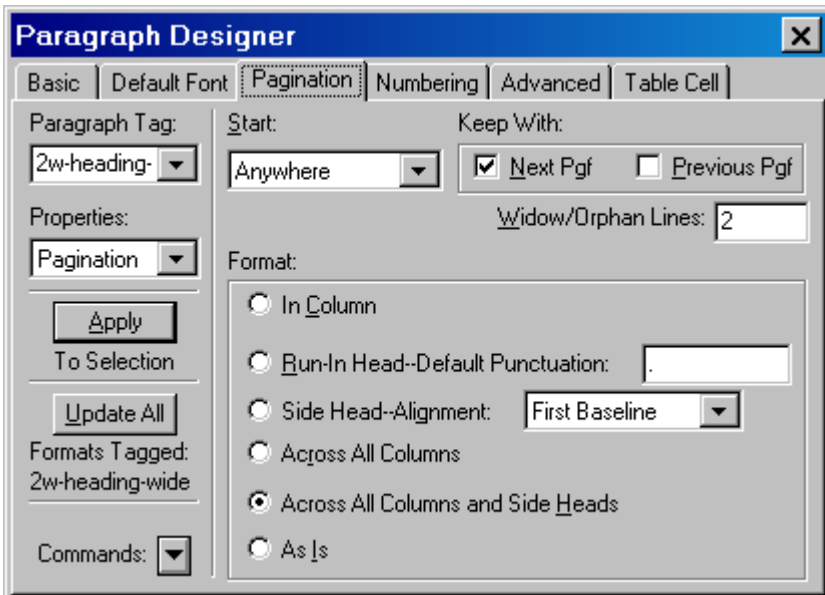 Paragraph Designer
Basic Default Font Pagination Numbering Advanced Table Cell
Paragraph Tag:
2w-heading-
Properties:
Pagination
Apply
To Selection
Update All
Formats Tagged:
2w-heading-wide
Commands:
Start:
Anywhere
Keep With:
Next Pgf Previous Pgf
Widow/Orphan Lines: 2
Format:
In Column
Run-In Head--Default Punctuation: .
Side Head--Alignment: First Baseline
Across All Columns
Across All Columns and Side Heads
As Is